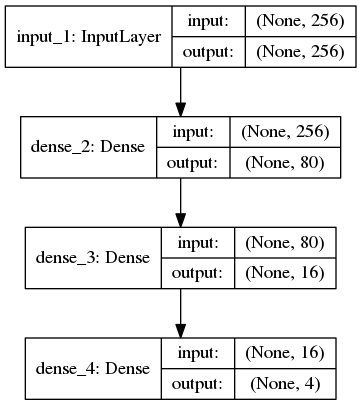 input_1: InputLayer
input: (None, 256)
output: (None, 256)
dense_2: Dense
input: (None, 256)
output: (None, 80)
dense_3: Dense
input: (None, 80)
output: (None, 16)
dense_4: Dense
input: (None, 16)
output: (None, 4)